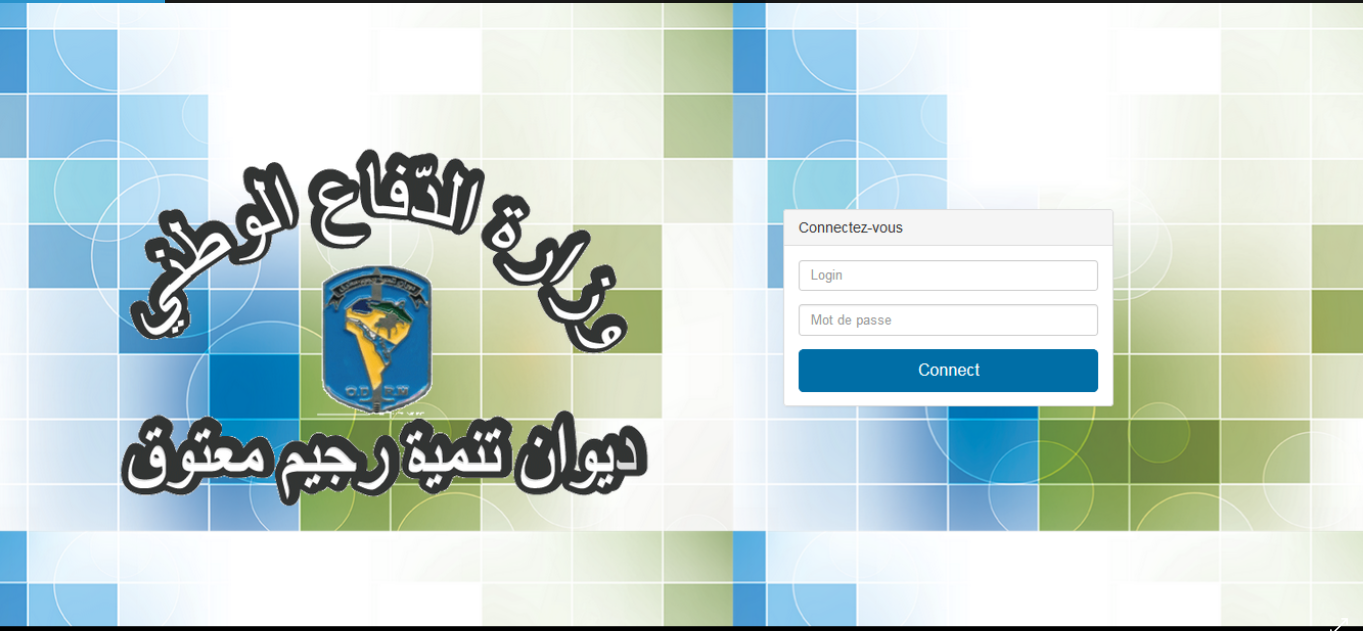 وزارة الدّفاع الوطني
ديوان تنمية رجيم معتوق
Connectez-vous
Login
Mot de passe
Connect